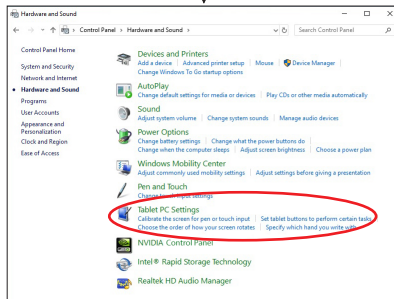 Hardware and Sound
Control Panel > Hardware and Sound >
Search Control Panel
Control Panel Home
System and Security
Network and Internet
Hardware and Sound
Programs
User Accounts
Appearance and
Personalization
Clock and Region
Ease of Access
Devices and Printers
Add a device | Advanced printer setup | Mouse | Device Manager |
Change Windows To Go startup options
AutoPlay
Change default settings for media or devices | Play CDs or other media automatically
Sound
Adjust system volume | Change system sounds | Manage audio devices
Power Options
Change battery settings | Change what the power buttons do |
Change when the computer sleeps | Adjust screen brightness | Choose a power plan
Windows Mobility Center
Adjust commonly used mobility settings | Adjust settings before giving a presentation
Pen and Touch
Change touch input settings
Tablet PC Settings
Calibrate the screen for pen or touch input | Set tablet buttons to perform certain tasks
Choose the order of how your screen rotates | Specify which hand you write with
NVIDIA Control Panel
Intel® Rapid Storage Technology
Realtek HD Audio Manager